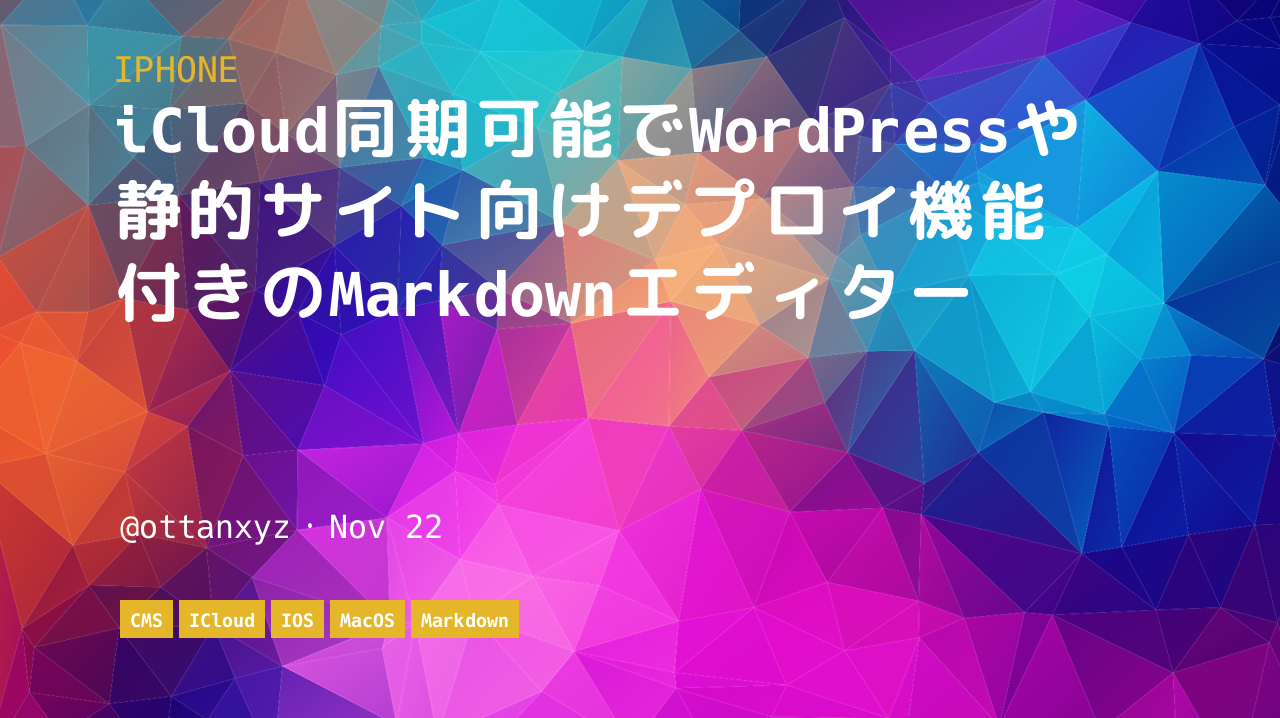 IPHONE
iCloud同期可能でWordPressや
静的サイト向けデプロイ機能
付きのMarkdownエディター
@ottanxyz · Nov 22
CMS ICloud IOS MacOS Markdown